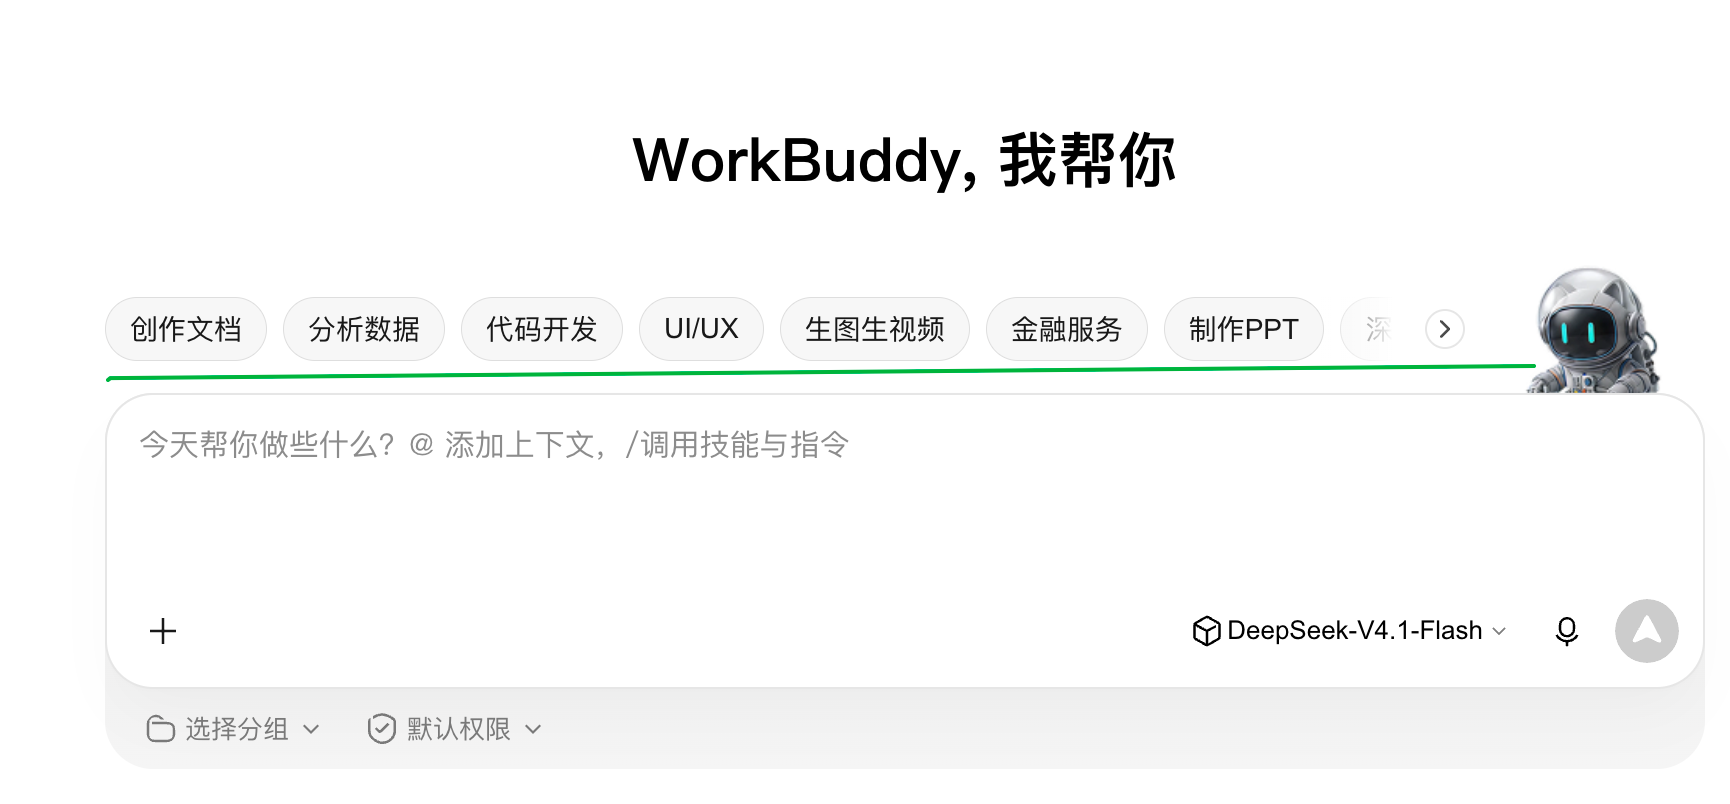 WorkBuddy, 我帮你
创作文档 分析数据 代码开发 UI/UX 生图生视频 金融服务 制作PPT 深
今天帮你做些什么？@ 添加上下文，/调用技能与指令
DeepSeek-V4.1-Flash
选择分组 默认权限